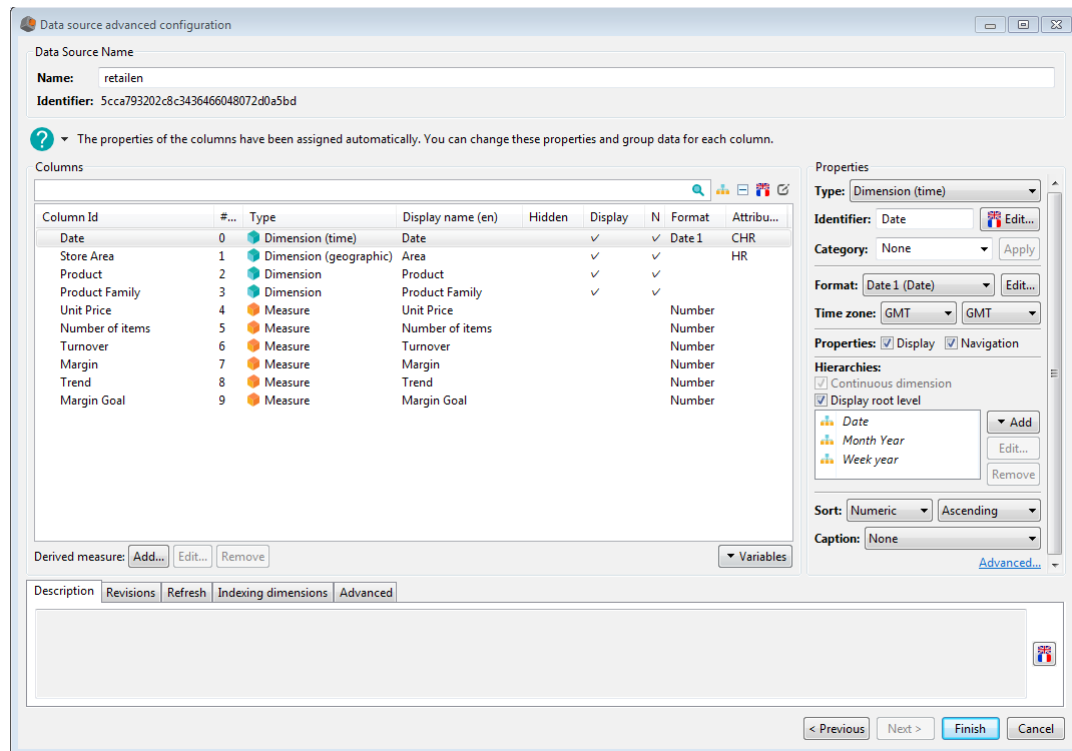 Data source advanced configuration
Data Source Name
Name: retailen
Identifier: 5cca793202c8c3436466048072d0a5bd
? The properties of the columns have been assigned automatically. You can change these properties and group data for each column.
Columns
Column Id #... Type Display name (en) Hidden Display N Format Attribu...
Date 0 Dimension (time) Date ✓ ✓ Date 1 CHR
Store Area 1 Dimension (geographic) Area ✓ ✓ HR
Product 2 Dimension Product ✓ ✓
Product Family 3 Dimension Product Family ✓ ✓
Unit Price 4 Measure Unit Price Number
Number of items 5 Measure Number of items Number
Turnover 6 Measure Turnover Number
Margin 7 Measure Margin Number
Trend 8 Measure Trend Number
Margin Goal 9 Measure Margin Goal Number
Derived measure: Add... Edit... Remove Variables
Properties
Type: Dimension (time)
Identifier: Date Edit...
Category: None Apply
Format: Date 1 (Date) Edit...
Time zone: GMT GMT
Properties: Display Navigation
Hierarchies:
Continuous dimension
Display root level
Date Add
Month Year Edit...
Week year Remove
Sort: Numeric Ascending
Caption: None
Advanced...
Description Revisions Refresh Indexing dimensions Advanced
< Previous Next > Finish Cancel